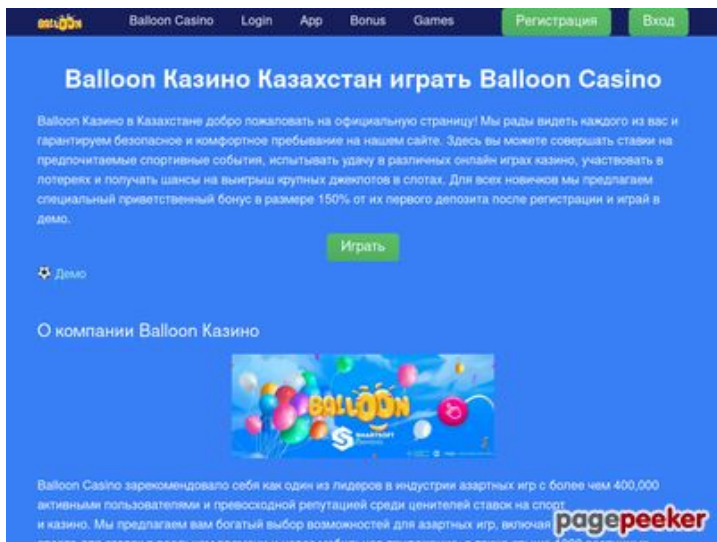 BALLOON Balloon Casino Login App Bonus Games Регистрация Вход
Balloon Казино Казахстан играть Balloon Casino
Balloon Казино в Казахстане добро пожаловать на официальную страницу! Мы рады видеть каждого из вас и
гарантируем безопасное и комфортное пребывание на нашем сайте. Здесь вы можете совершать ставки на
предпочитаемые спортивные события, испытывать удачу в различных онлайн играх казино, участвовать в
лотереях и получать шансы на выигрыш крупных джекпотов в слотах. Для всех новичков мы предлагаем
специальный приветственный бонус в размере 150% от их первого депозита после регистрации и играй в
демо.
Играть
Демо
О компании Balloon Казино
BALLOON
SMARTSOFT
Balloon Casino зарекомендовало себя как один из лидеров в индустрии азартных игр с более чем 400,000
активными пользователями и превосходной репутацией среди ценителей ставок на спорт
и казино. Мы предлагаем вам богатый выбор возможностей для азартных игр, включая
pagepeeker